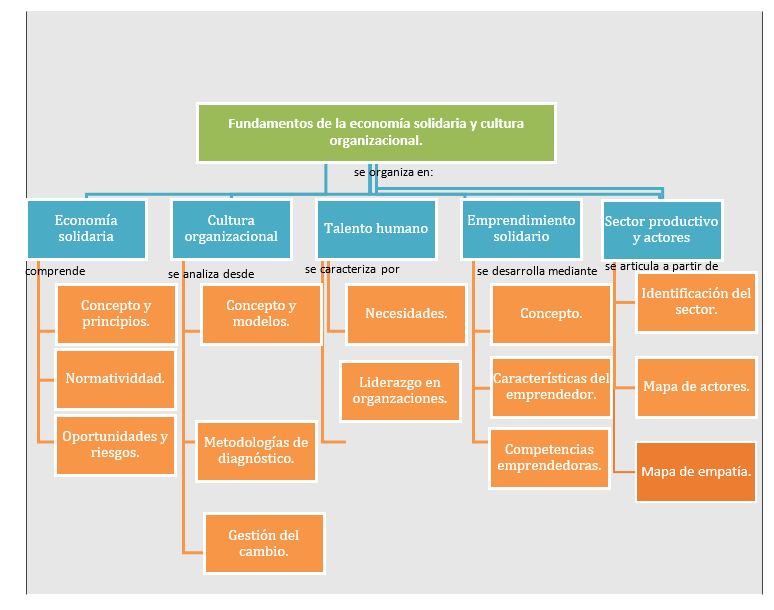 Fundamentos de la economía solidaria y cultura
organizacional.
se organiza en:
Economía
solidaria
Cultura
organizacional
Talento humano
Emprendimiento
solidario
Sector productivo
y actores
comprende
se analiza desde
se caracteriza por
se desarrolla mediante
se articula a partir de
Concepto y
principios.
Normatividdad.
Oportunidades y
riesgos.
Concepto y
modelos.
Metodologías de
diagnóstico.
Gestión del
cambio.
Necesidades.
Liderazgo en
organzaciones.
Concepto.
Características del
emprendedor.
Competencias
emprendedoras.
Identificación del
sector.
Mapa de actores.
Mapa de empatía.